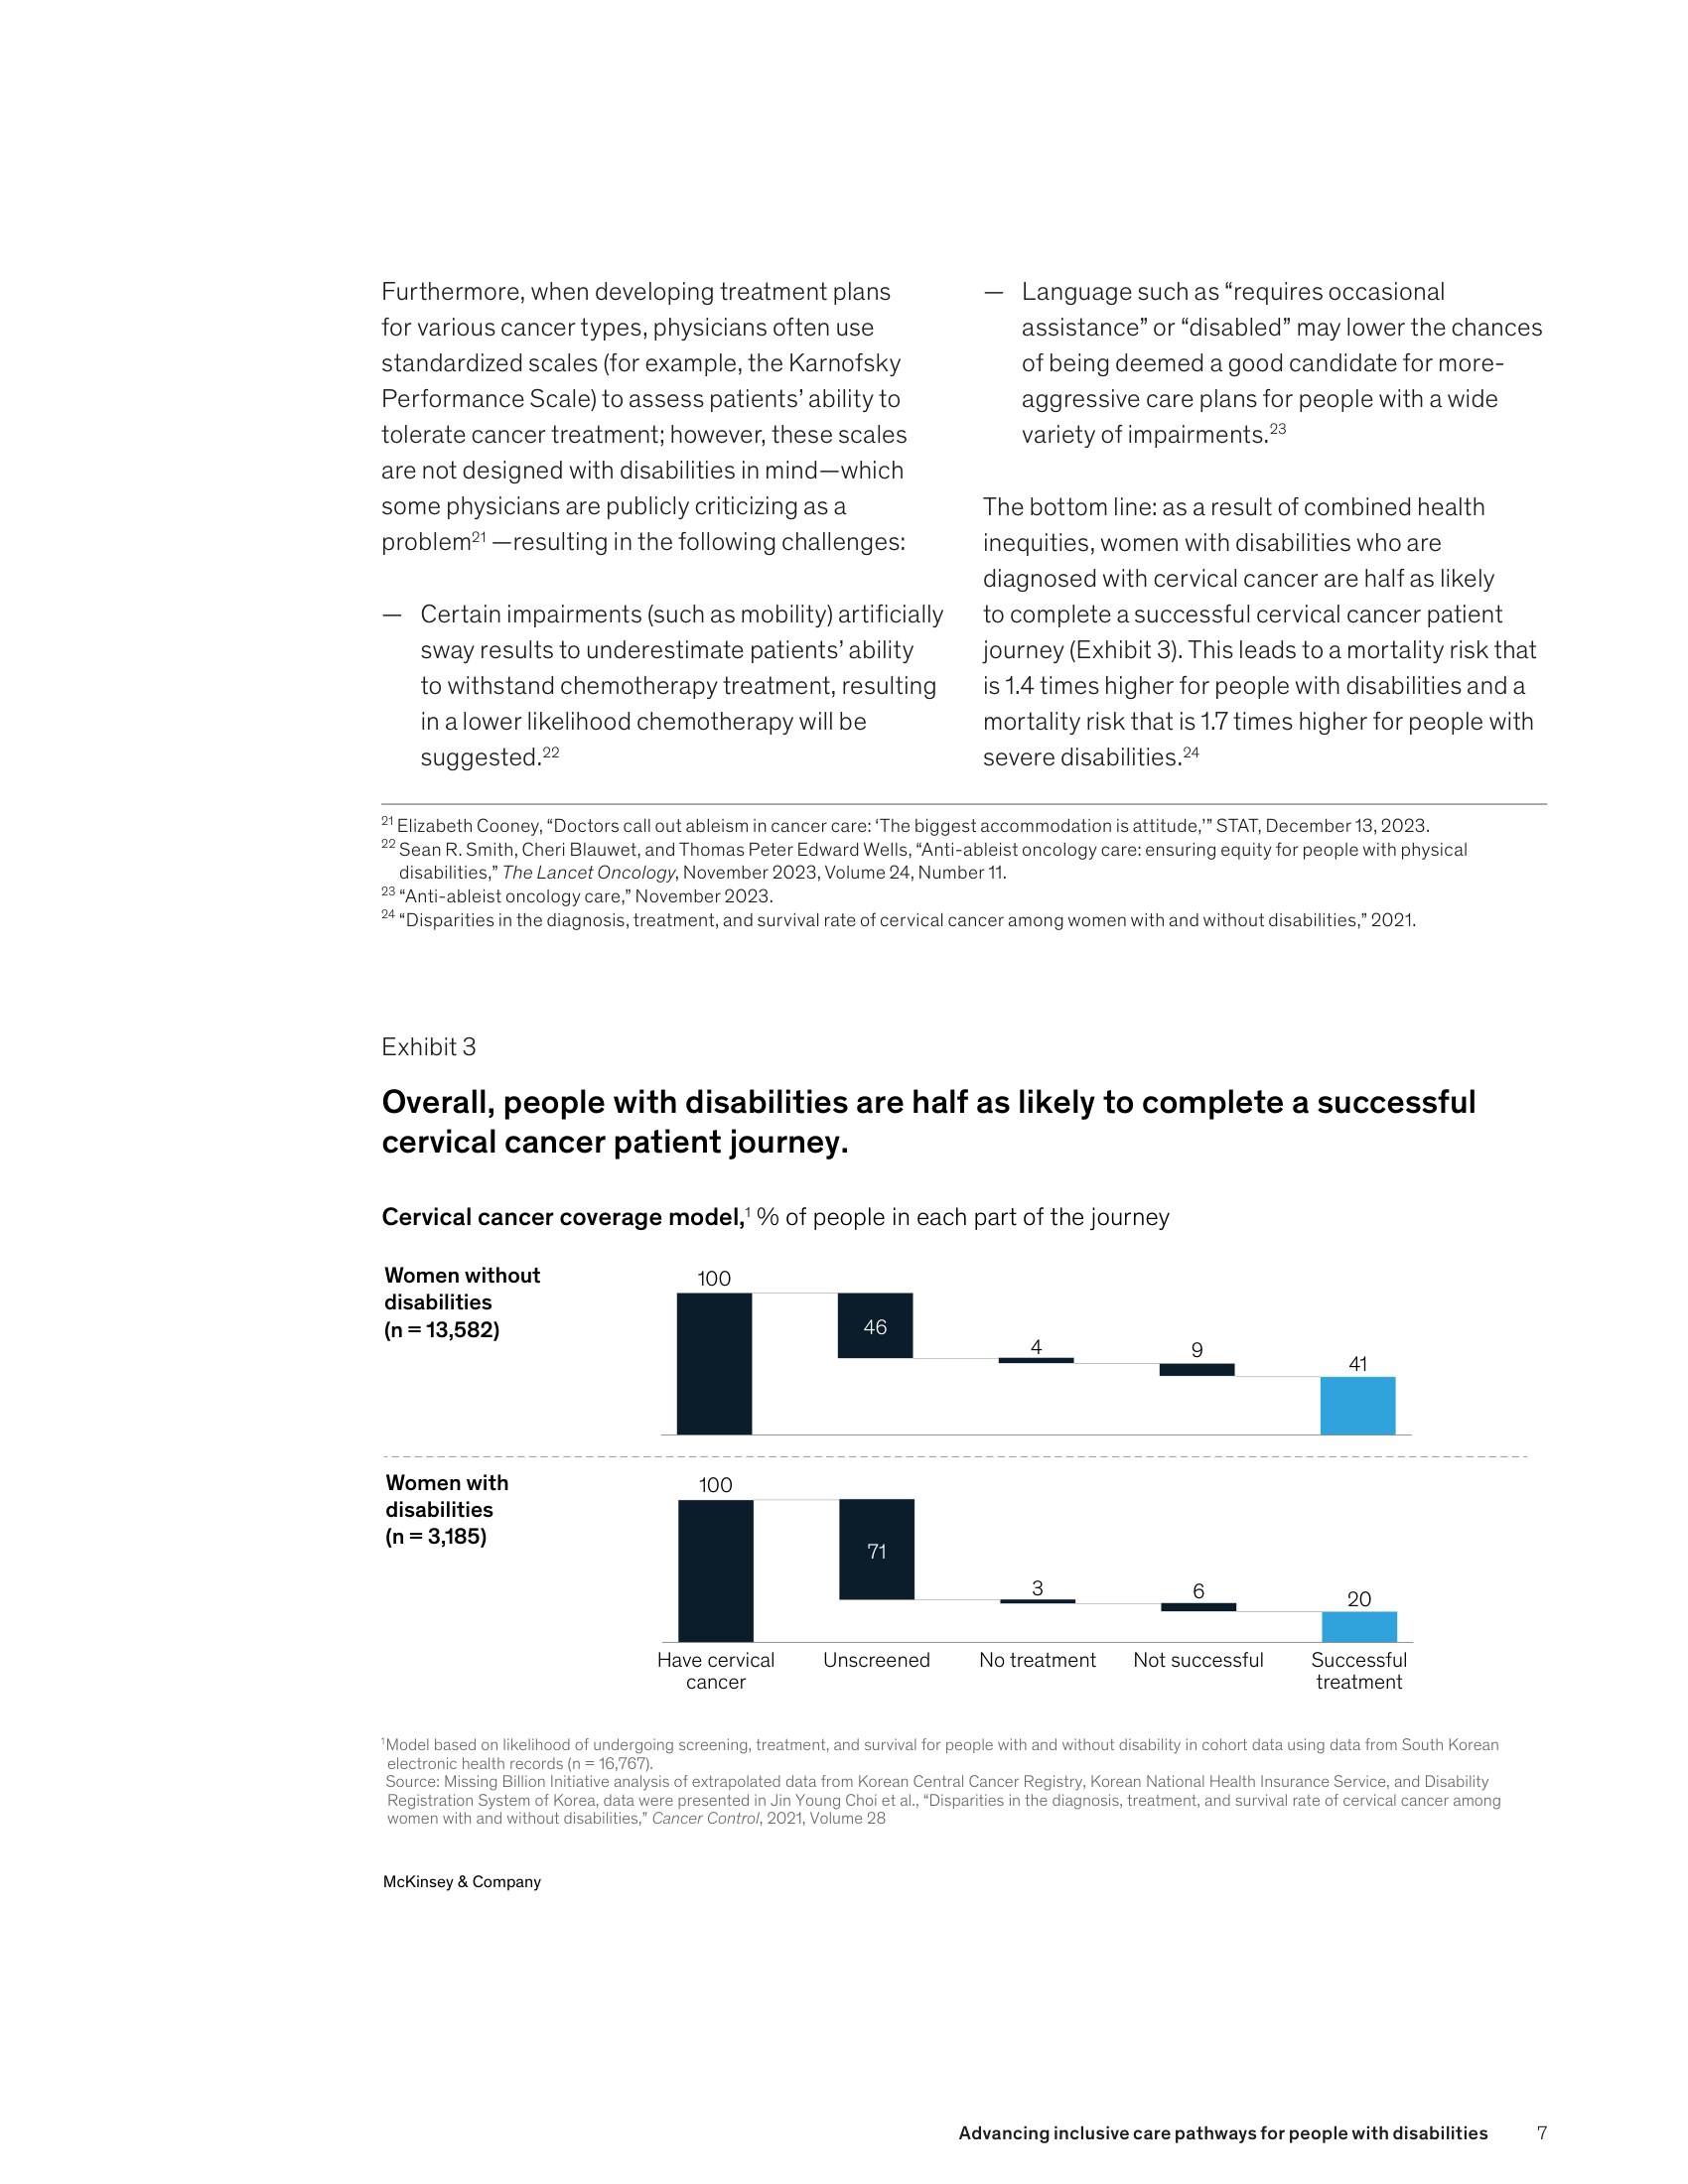 Furthermore, when developing treatment plans
for various cancer types, physicians often use
standardized scales (for example, the Karnofsky
Performance Scale) to assess patients’ ability to
tolerate cancer treatment; however, these scales
are not designed with disabilities in mind—which
some physicians are publicly criticizing as a
problem21 —resulting in the following challenges:
— Certain impairments (such as mobility) artificially
sway results to underestimate patients’ ability
to withstand chemotherapy treatment, resulting
in a lower likelihood chemotherapy will be
suggested.22
— Language such as “requires occasional
assistance” or “disabled” may lower the chances
of being deemed a good candidate for more-
aggressive care plans for people with a wide
variety of impairments.23
The bottom line: as a result of combined health
inequities, women with disabilities who are
diagnosed with cervical cancer are half as likely
to complete a successful cervical cancer patient
journey (Exhibit 3). This leads to a mortality risk that
is 1.4 times higher for people with disabilities and a
mortality risk that is 1.7 times higher for people with
severe disabilities.24
21 Elizabeth Cooney, “Doctors call out ableism in cancer care: ‘The biggest accommodation is attitude,’” STAT, December 13, 2023.
22 Sean R. Smith, Cheri Blauwet, and Thomas Peter Edward Wells, “Anti-ableist oncology care: ensuring equity for people with physical
disabilities,” The Lancet Oncology, November 2023, Volume 24, Number 11.
23 “Anti-ableist oncology care,” November 2023.
24 “Disparities in the diagnosis, treatment, and survival rate of cervical cancer among women with and without disabilities,” 2021.
Exhibit 3
Overall, people with disabilities are half as likely to complete a successful
cervical cancer patient journey.
Cervical cancer coverage model,1 % of people in each part of the journey
Women without
disabilities
(n = 13,582)
100
46
4
9
41
Women with
disabilities
(n = 3,185)
100
71
3
6
20
Have cervical
cancer
Unscreened
No treatment
Not successful
Successful
treatment
1Model based on likelihood of undergoing screening, treatment, and survival for people with and without disability in cohort data using data from South Korean
electronic health records (n = 16,767).
Source: Missing Billion Initiative analysis of extrapolated data from Korean Central Cancer Registry, Korean National Health Insurance Service, and Disability
Registration System of Korea, data were presented in Jin Young Choi et al., “Disparities in the diagnosis, treatment, and survival rate of cervical cancer among
women with and without disabilities,” Cancer Control, 2021, Volume 28
McKinsey & Company
Advancing inclusive care pathways for people with disabilities 7